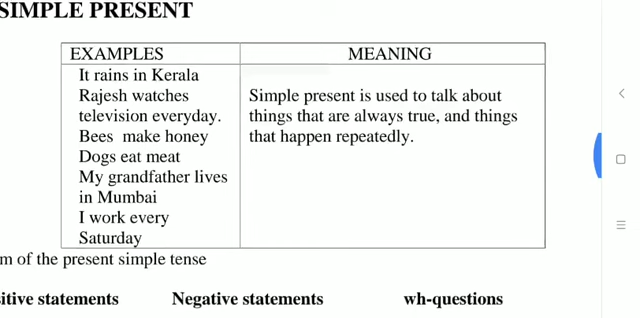 SIMPLE PRESENT
EXAMPLES MEANING
It rains in Kerala
Rajesh watches
television everyday.
Bees make honey
Dogs eat meat
My grandfather lives
in Mumbai
I work every
Saturday
Simple present is used to talk about
things that are always true, and things
that happen repeatedly.
m of the present simple tense
itive statements Negative statements wh-questions